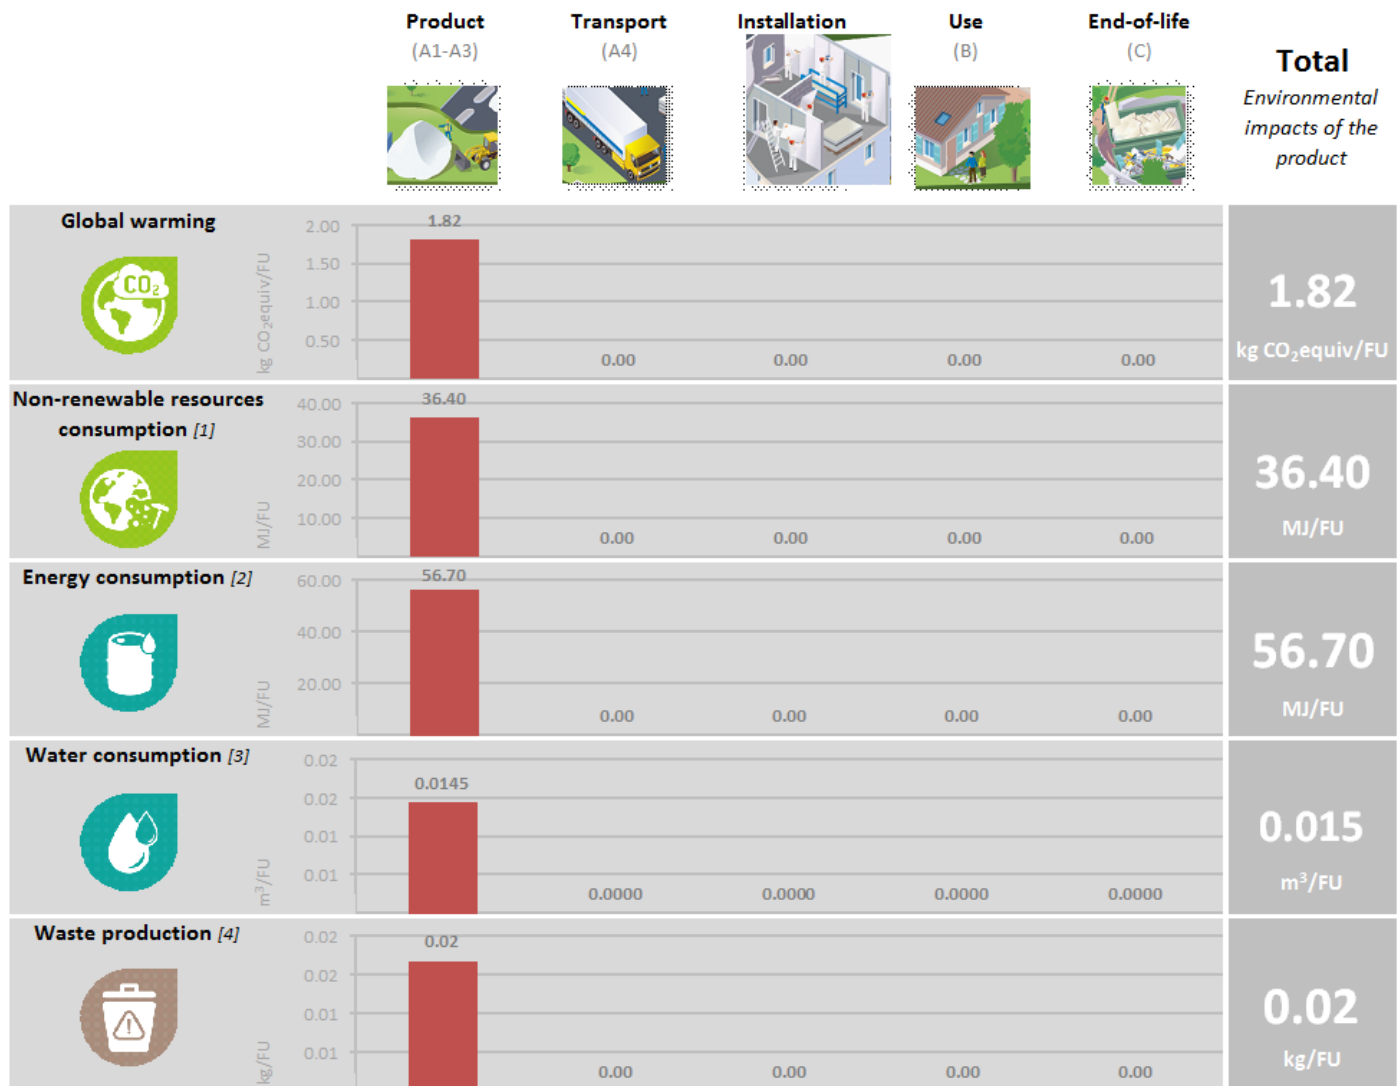 Product Transport Installation Use End-of-life
(A1-A3) (A4) (B) (C)
Total
Environmental
impacts of the
product
Global warming
CO2
kg CO2equiv/FU
2.00
1.50
1.00
0.50
1.82
0.00 0.00 0.00 0.00
1.82
kg CO2equiv/FU
Non-renewable resources
consumption [1]
MJ/FU
40.00
30.00
20.00
10.00
36.40
0.00 0.00 0.00 0.00
36.40
MJ/FU
Energy consumption [2]
MJ/FU
60.00
40.00
20.00
56.70
0.00 0.00 0.00 0.00
56.70
MJ/FU
Water consumption [3]
m³/FU
0.02
0.02
0.01
0.01
0.0145
0.0000 0.0000 0.0000 0.0000
0.015
m³/FU
Waste production [4]
kg/FU
0.02
0.02
0.01
0.01
0.02
0.00 0.00 0.00 0.00
0.02
kg/FU